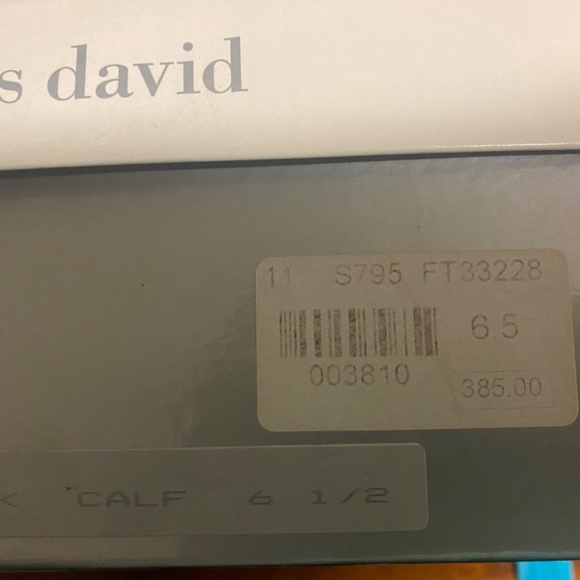 s david
11 S795 FT33228
6.5
003810
385.00
CALF 6 1/2